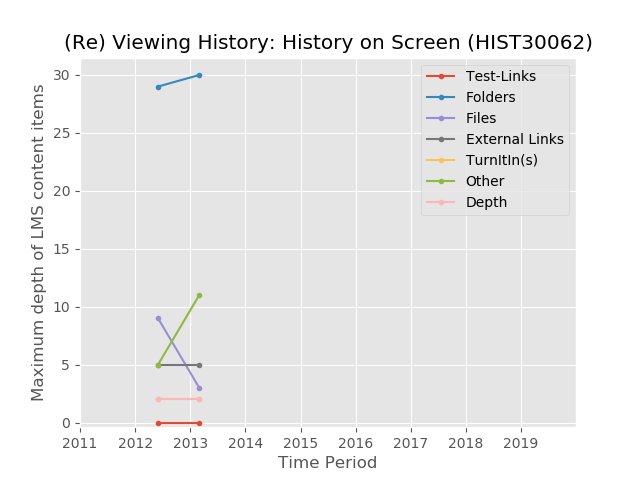 (Re) Viewing History: History on Screen (HIST30062)
Maximum depth of LMS content items
30
25
20
15
10
5
0
Test-Links
Folders
Files
External Links
TurnItIn(s)
Other
Depth
2011 2012 2013 2014 2015 2016 2017 2018 2019
Time Period